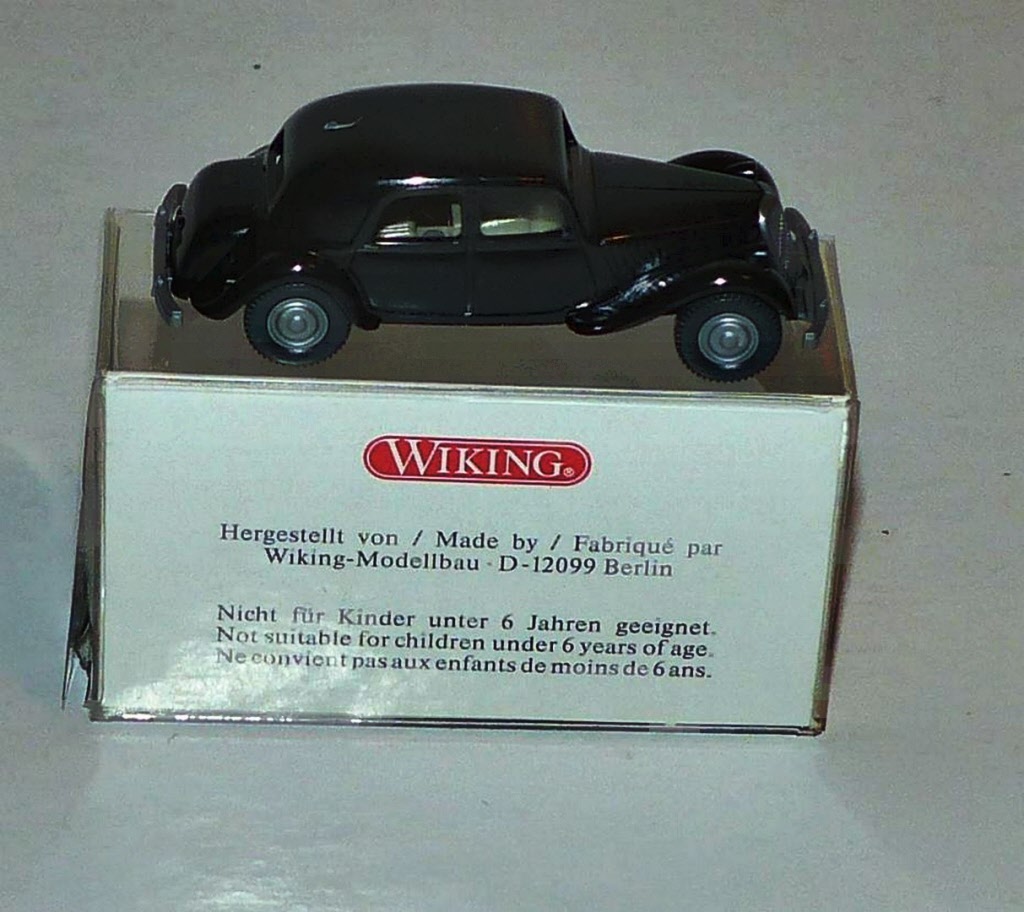 WIKING®
Hergestellt von / Made by / Fabriqué par
Wiking-Modellbau · D-12099 Berlin
Nicht für Kinder unter 6 Jahren geeignet.
Not suitable for children under 6 years of age.
Ne convient pas aux enfants de moins de 6 ans.